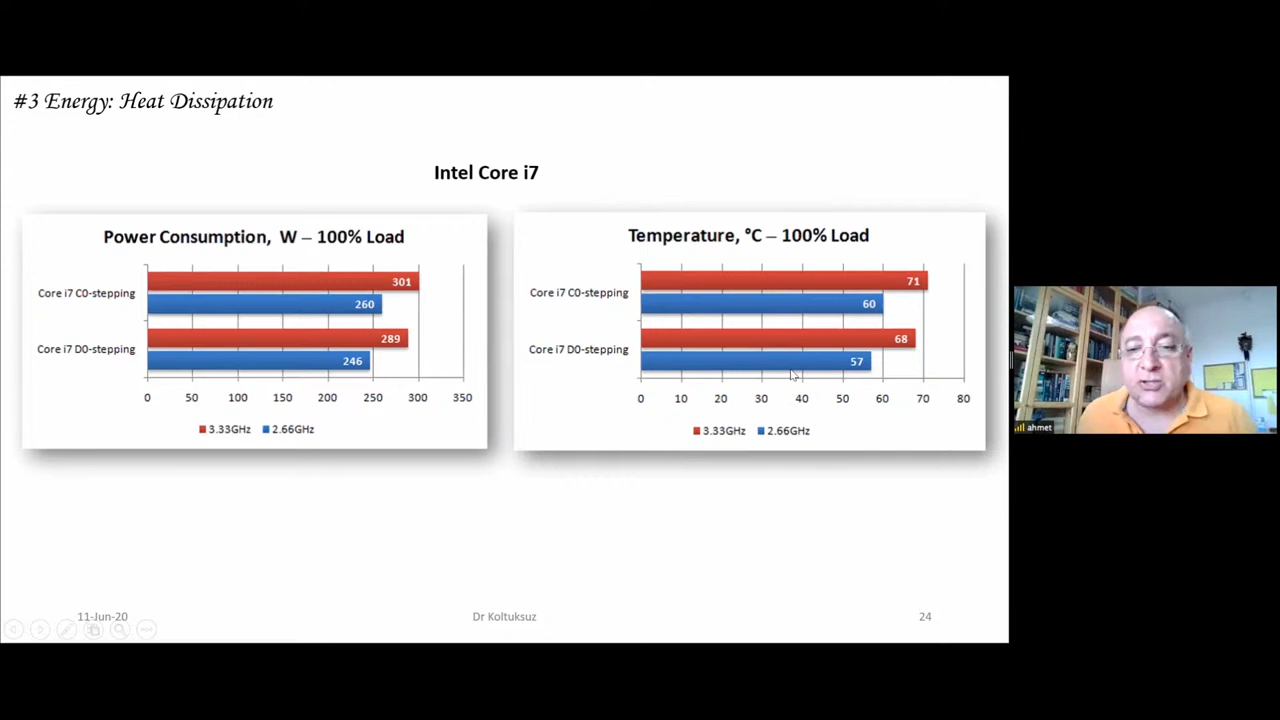 #3 Energy: Heat Dissipation
Intel Core i7
Power Consumption, W – 100% Load
Core i7 C0-stepping
301
260
Core i7 D0-stepping
289
246
0 50 100 150 200 250 300 350
3.33GHz 2.66GHz
Temperature, °C – 100% Load
Core i7 C0-stepping
71
60
Core i7 D0-stepping
68
57
0 10 20 30 40 50 60 70 80
3.33GHz 2.66GHz
ahmet
11-Jun-20 Dr Koltuksuz 24